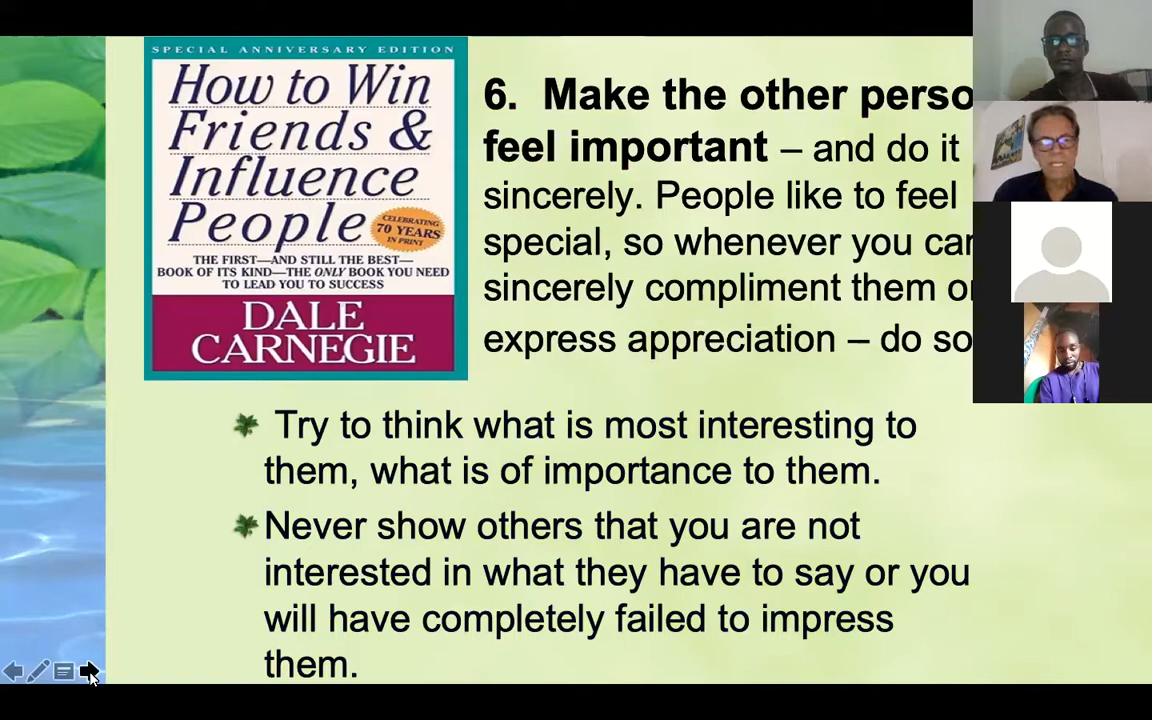 SPECIAL ANNIVERSARY EDITION
How to Win
Friends &
Influence
People
CELEBRATING
70 YEARS
IN PRINT
THE FIRST—AND STILL THE BEST—
BOOK OF ITS KIND—THE ONLY BOOK YOU NEED
TO LEAD YOU TO SUCCESS
DALE
CARNEGIE
6. Make the other perso
feel important – and do it
sincerely. People like to feel
special, so whenever you can
sincerely compliment them or
express appreciation – do so
Try to think what is most interesting to
them, what is of importance to them.
Never show others that you are not
interested in what they have to say or you
will have completely failed to impress
them.